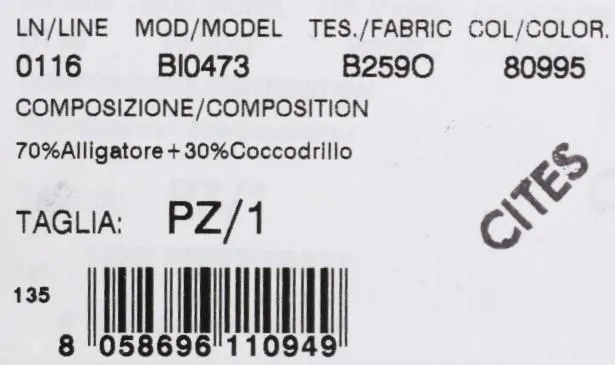 LN/LINE MOD/MODEL TES./FABRIC COL/COLOR.
0116 BI0473 B259O 80995
COMPOSIZIONE/COMPOSITION
70%Alligatore+30%Coccodrillo
CITES
TAGLIA: PZ/1
135
8 058696 110949